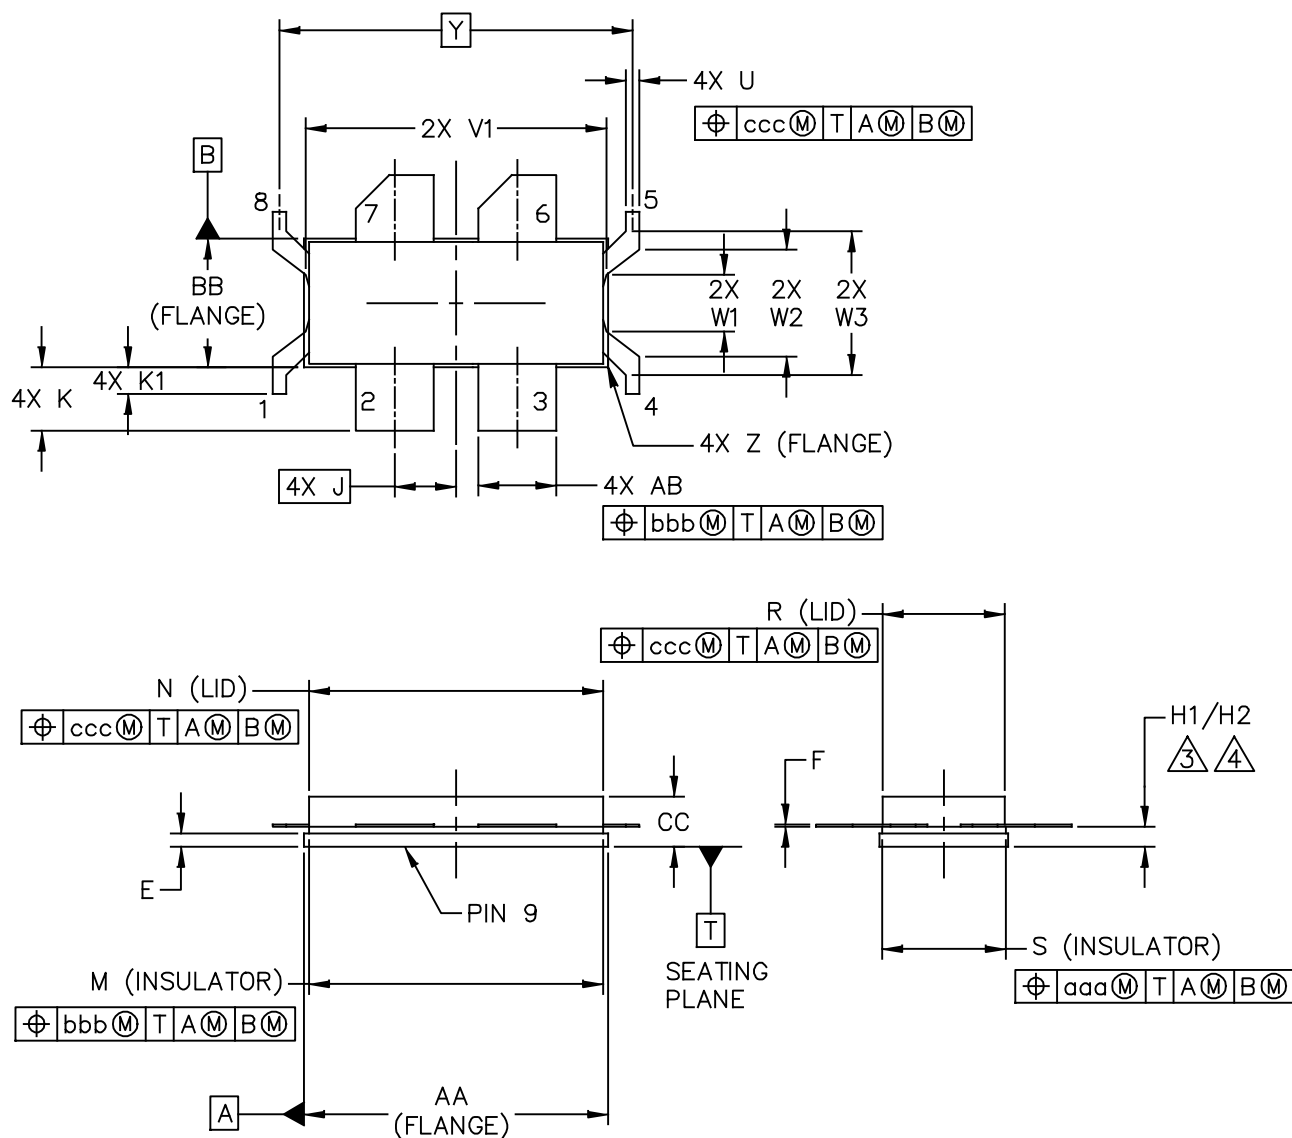 Y
4X U
⌖ ccc Ⓜ T A Ⓜ B Ⓜ
2X V1
B
8
7
6
5
BB
(FLANGE)
2X
W1
2X
W2
2X
W3
4X K
4X K1
1
2
3
4
4X Z (FLANGE)
4X J
4X AB
⌖ bbb Ⓜ T A Ⓜ B Ⓜ
R (LID)
⌖ ccc Ⓜ T A Ⓜ B Ⓜ
N (LID)
⌖ ccc Ⓜ T A Ⓜ B Ⓜ
H1/H2
3 4
F
CC
E
PIN 9
T
SEATING
PLANE
S (INSULATOR)
⌖ aaa Ⓜ T A Ⓜ B Ⓜ
M (INSULATOR)
⌖ bbb Ⓜ T A Ⓜ B Ⓜ
A
AA
(FLANGE)